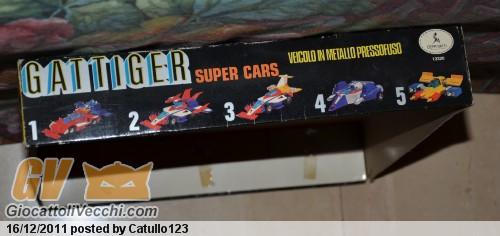 GATTIGER SUPER CARS VEICOLO IN METALLO PRESSOFUSO
1 2 3 4 5
GV
GiocattoliVecchi.com
16/12/2011 posted by Catullo123